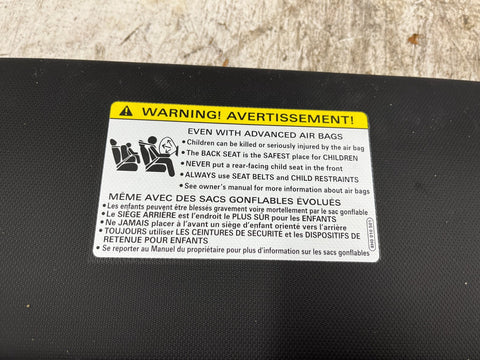 WARNING! AVERTISSEMENT!
EVEN WITH ADVANCED AIR BAGS
• Children can be killed or seriously injured by the air bag
• The BACK SEAT is the SAFEST place for CHILDREN
• NEVER put a rear-facing child seat in the front
• ALWAYS use SEAT BELTS and CHILD RESTRAINTS
• See owner's manual for more information about air bags
MÊME AVEC DES SACS GONFLABLES ÉVOLUÉS
• Les enfants peuvent être blessés gravement voire mortellement par le sac gonflable
• Le SIÈGE ARRIÈRE est l'endroit le PLUS SÛR pour les ENFANTS
• Ne JAMAIS placer à l'avant un siège d'enfant orienté vers l'arrière
• TOUJOURS utiliser LES CEINTURES DE SÉCURITÉ et les DISPOSITIFS DE
RETENUE POUR ENFANTS
• Se reporter au Manuel du propriétaire pour plus d'information sur les sacs gonflables